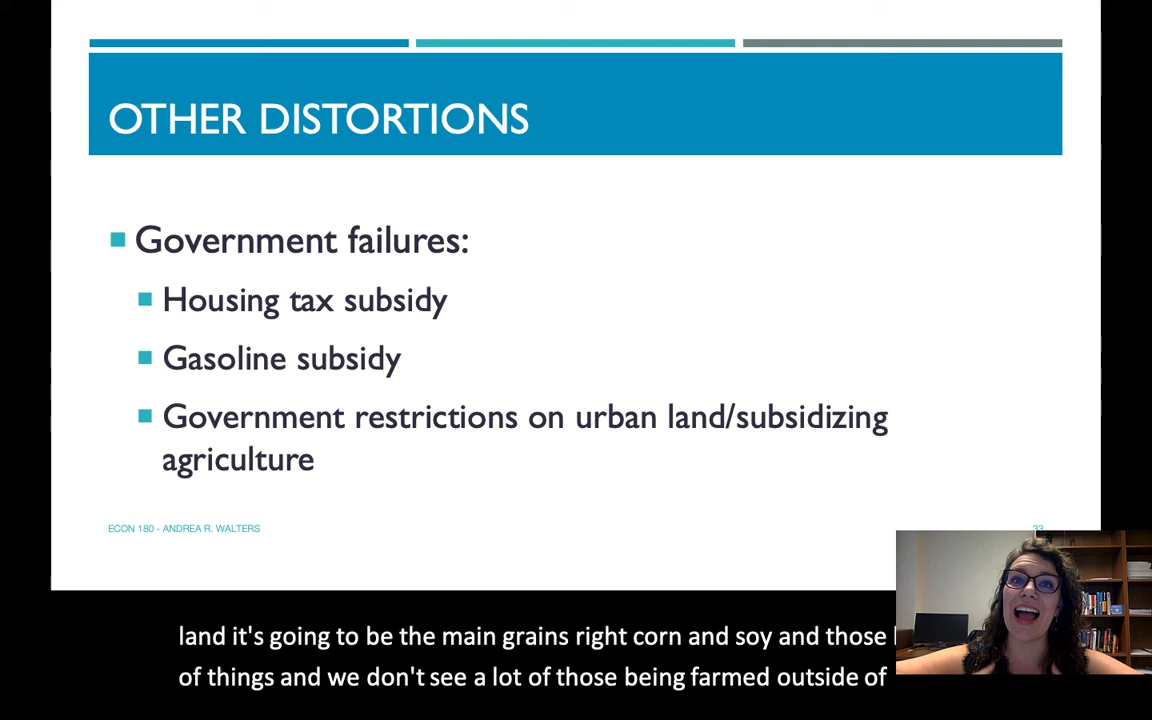 OTHER DISTORTIONS
Government failures:
Housing tax subsidy
Gasoline subsidy
Government restrictions on urban land/subsidizing
agriculture
ECON 180 - ANDREA R. WALTERS
33
land it's going to be the main grains right corn and soy and those
of things and we don't see a lot of those being farmed outside of